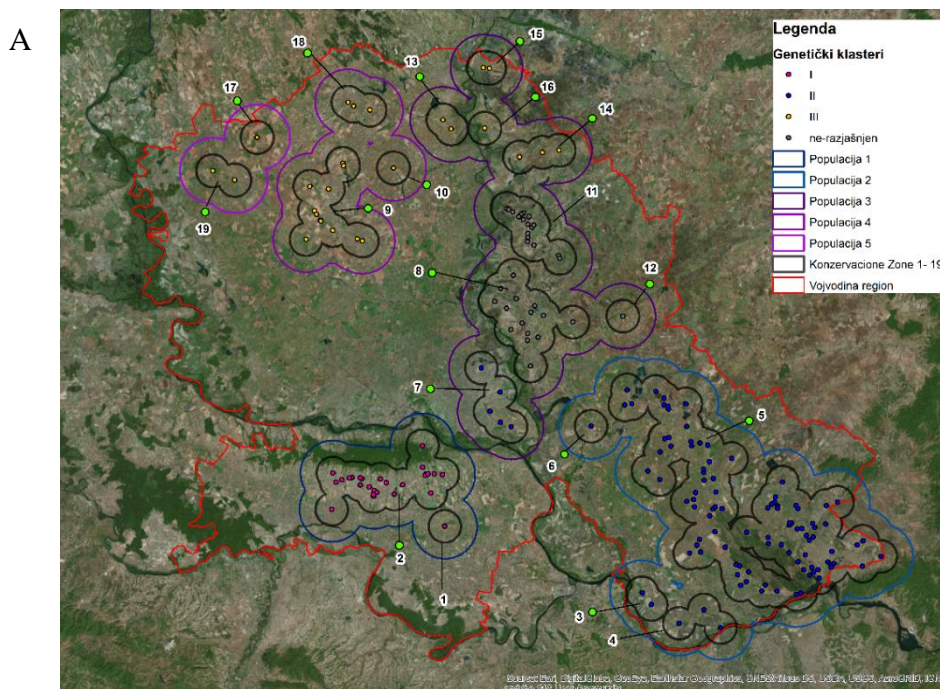 A
Legenda
Genetički klasteri
I
II
III
ne-razjašnjen
Populacija 1
Populacija 2
Populacija 3
Populacija 4
Populacija 5
Konzervacione Zone 1- 19
Vojvodina region
15
18
13
17
16
14
10
11
9
19
8
12
7
5
6
2
1
3
4